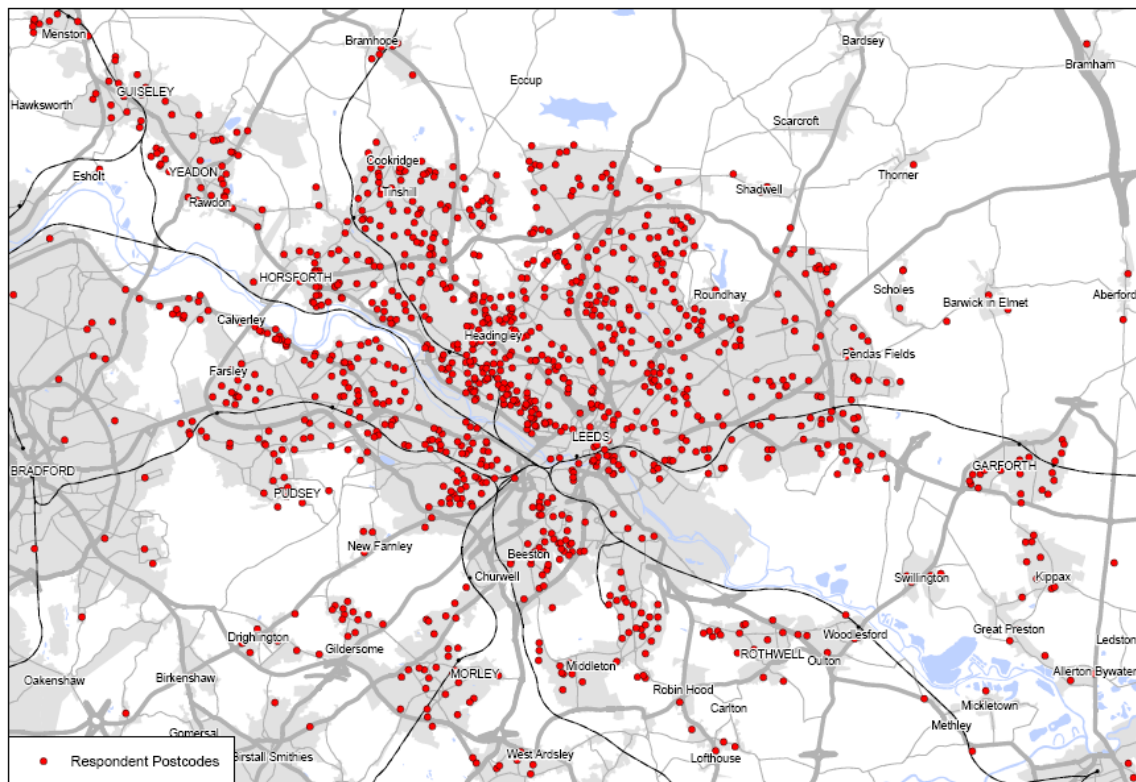 Menston
Bramhope
Bardsey
Bramham
Eccup
GUISELEY
Hawksworth
Scarcroft
Cookridge
Esholt
YEADON
Tinshill
Shadwell
Thorner
Rawdon
HORSFORTH
Roundhay
Scholes
Barwick in Elmet
Aberford
Calverley
Headingley
Pendas Fields
Farsley
LEEDS
BRADFORD
GARFORTH
PUDSEY
New Farnley
Beeston
Churwell
Swillington
Kippax
Drighlington
Gildersome
Woodlesford
Great Preston
Ledston
ROTHWELL
Oulton
Oakenshaw
Birkenshaw
MORLEY
Middleton
Allerton Bywater
Robin Hood
Carlton
Mickletown
Methley
Gomersal
Birstall Smithies
West Ardsley
Lofthouse
Respondent Postcodes